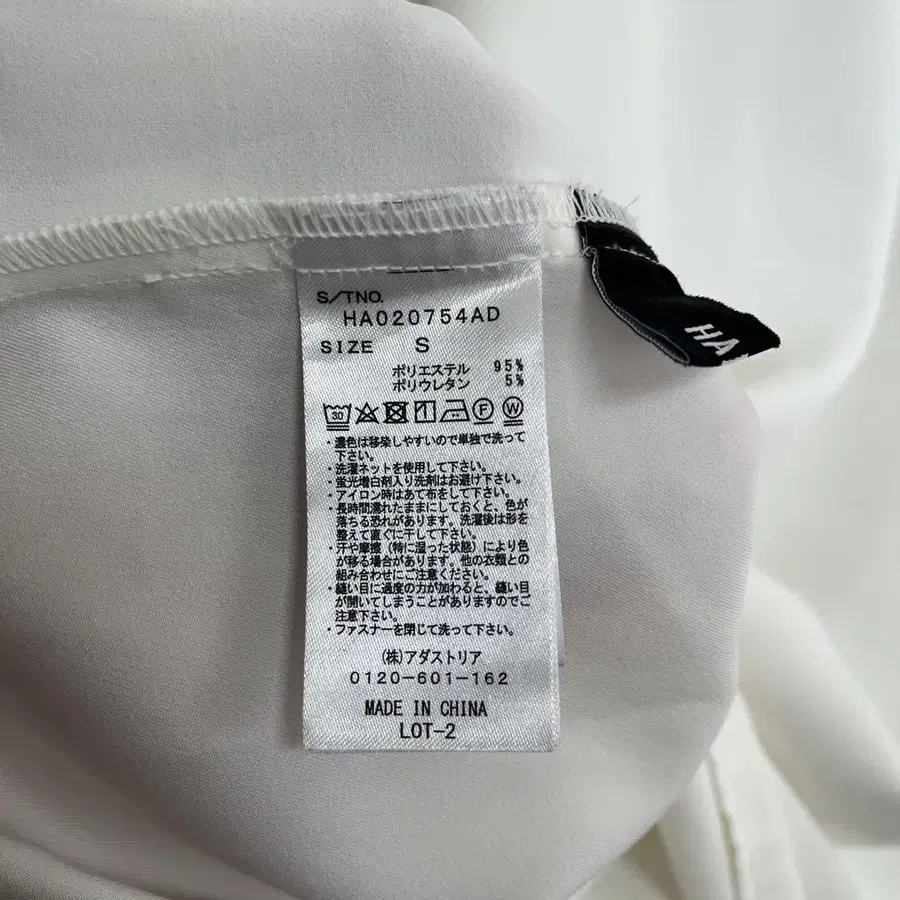 S/TNO.
HA020754AD
SIZE S
ポリエステル 95%
ポリウレタン 5%
30
F
W
・濃色は移染しやすいので単独で洗って
下さい。
・洗濯ネットを使用して下さい。
・蛍光増白剤入り洗剤はお避け下さい。
・アイロン時はあて布をして下さい。
・長時間濡れたままにしておくと、色が
落ちる恐れがあります。洗濯後は形を
整えて直ぐに干して下さい。
・汗や摩擦(特に湿った状態)により色
が移る場合があります。他の衣類との
組み合わせにご注意ください。
・縫い目に過度の力が加わると、縫い目
が開いてしまうことがありますのでご
注意下さい。
・ファスナーを閉じて洗って下さい。
(株)アダストリア
0120-601-162
MADE IN CHINA
LOT-2
HA